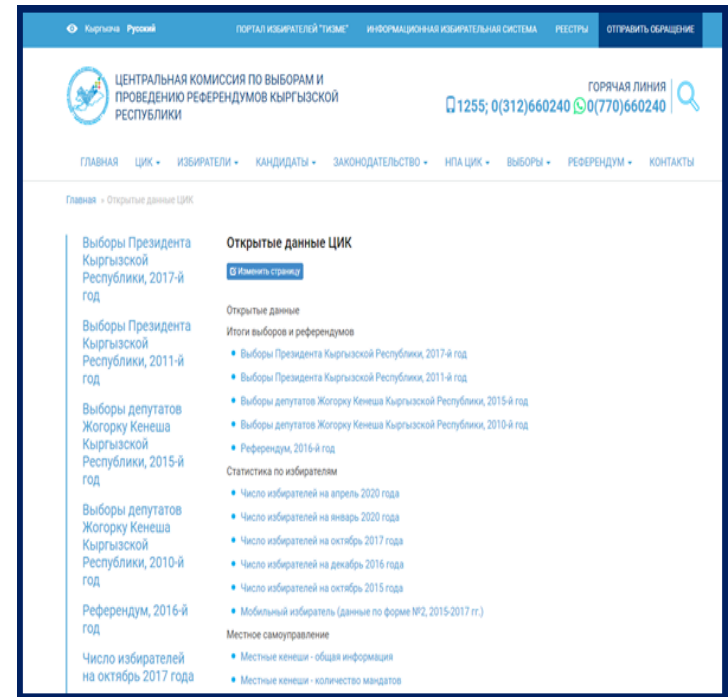 Кыргызча Русский
ПОРТАЛ ИЗБИРАТЕЛЕЙ "ТИЗМЕ" ИНФОРМАЦИОННАЯ ИЗБИРАТЕЛЬНАЯ СИСТЕМА РЕЕСТРЫ ОТПРАВИТЬ ОБРАЩЕНИЕ
ЦЕНТРАЛЬНАЯ КОМИССИЯ ПО ВЫБОРАМ И
ПРОВЕДЕНИЮ РЕФЕРЕНДУМОВ КЫРГЫЗСКОЙ
РЕСПУБЛИКИ
ГОРЯЧАЯ ЛИНИЯ
1255; 0(312)660240 0(770)660240
ГЛАВНАЯ ЦИК ИЗБИРАТЕЛИ КАНДИДАТЫ ЗАКОНОДАТЕЛЬСТВО НПА ЦИК ВЫБОРЫ РЕФЕРЕНДУМ КОНТАКТЫ
Главная » Открытые данные ЦИК
Выборы Президента
Кыргызской
Республики, 2017-й
год
Выборы Президента
Кыргызской
Республики, 2011-й
год
Выборы депутатов
Жогорку Кенеша
Кыргызской
Республики, 2015-й
год
Выборы депутатов
Жогорку Кенеша
Кыргызской
Республики, 2010-й
год
Референдум, 2016-й
год
Число избирателей
на октябрь 2017 года
Открытые данные ЦИК
Изменить страницу
Открытые данные
Итоги выборов и референдумов
Выборы Президента Кыргызской Республики, 2017-й год
Выборы Президента Кыргызской Республики, 2011-й год
Выборы депутатов Жогорку Кенеша Кыргызской Республики, 2015-й год
Выборы депутатов Жогорку Кенеша Кыргызской Республики, 2010-й год
Референдум, 2016-й год
Статистика по избирателям
Число избирателей на апрель 2020 года
Число избирателей на январь 2020 года
Число избирателей на октябрь 2017 года
Число избирателей на декабрь 2016 года
Число избирателей на октябрь 2015 года
Мобильный избиратель (данные по форме №2, 2015-2017 гг.)
Местное самоуправление
Местные кенеши - общая информация
Местные кенеши - количество мандатов